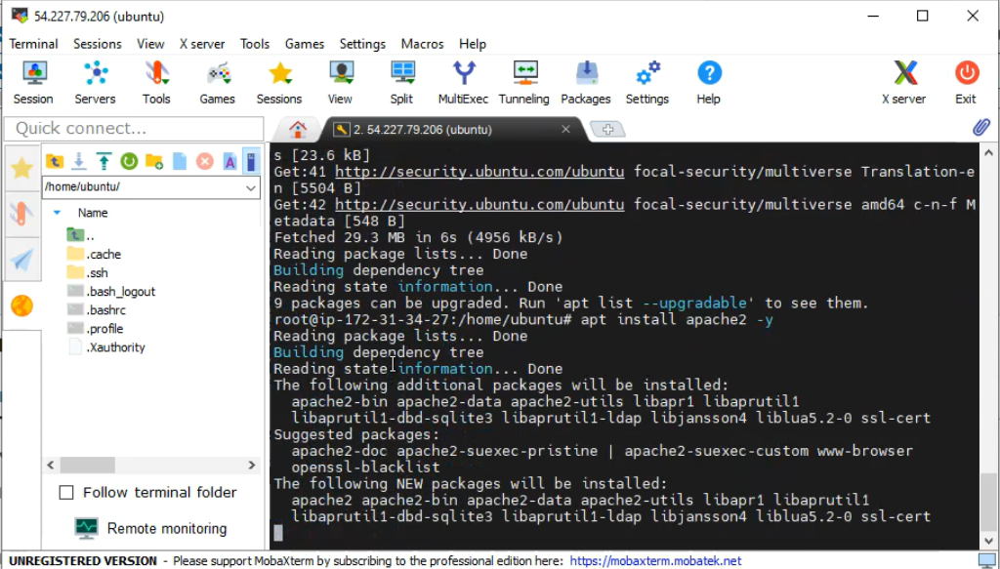 54.227.79.206 (ubuntu)
Terminal Sessions View X server Tools Games Settings Macros Help
Session Servers Tools Games Sessions View Split MultiExec Tunneling Packages Settings Help X server Exit
Quick connect...
2. 54.227.79.206 (ubuntu)
/home/ubuntu/
Name
..
.cache
.ssh
.bash_logout
.bashrc
.profile
.Xauthority
Follow terminal folder
Remote monitoring
s [23.6 kB]
Get:41 http://security.ubuntu.com/ubuntu focal-security/multiverse Translation-e
n [5504 B]
Get:42 http://security.ubuntu.com/ubuntu focal-security/multiverse amd64 c-n-f M
etadata [548 B]
Fetched 29.3 MB in 6s (4956 kB/s)
Reading package lists... Done
Building dependency tree
Reading state information... Done
9 packages can be upgraded. Run 'apt list --upgradable' to see them.
root@ip-172-31-34-27:/home/ubuntu# apt install apache2 -y
Reading package lists... Done
Building dependency tree
Reading state information... Done
The following additional packages will be installed:
apache2-bin apache2-data apache2-utils libapr1 libaprutil1
libaprutil1-dbd-sqlite3 libaprutil1-ldap libjansson4 liblua5.2-0 ssl-cert
Suggested packages:
apache2-doc apache2-suexec-pristine | apache2-suexec-custom www-browser
openssl-blacklist
The following NEW packages will be installed:
apache2 apache2-bin apache2-data apache2-utils libapr1 libaprutil1
libaprutil1-dbd-sqlite3 libaprutil1-ldap libjansson4 liblua5.2-0 ssl-cert
UNREGISTERED VERSION - Please support MobaXterm by subscribing to the professional edition here: https://mobaxterm.mobatek.net